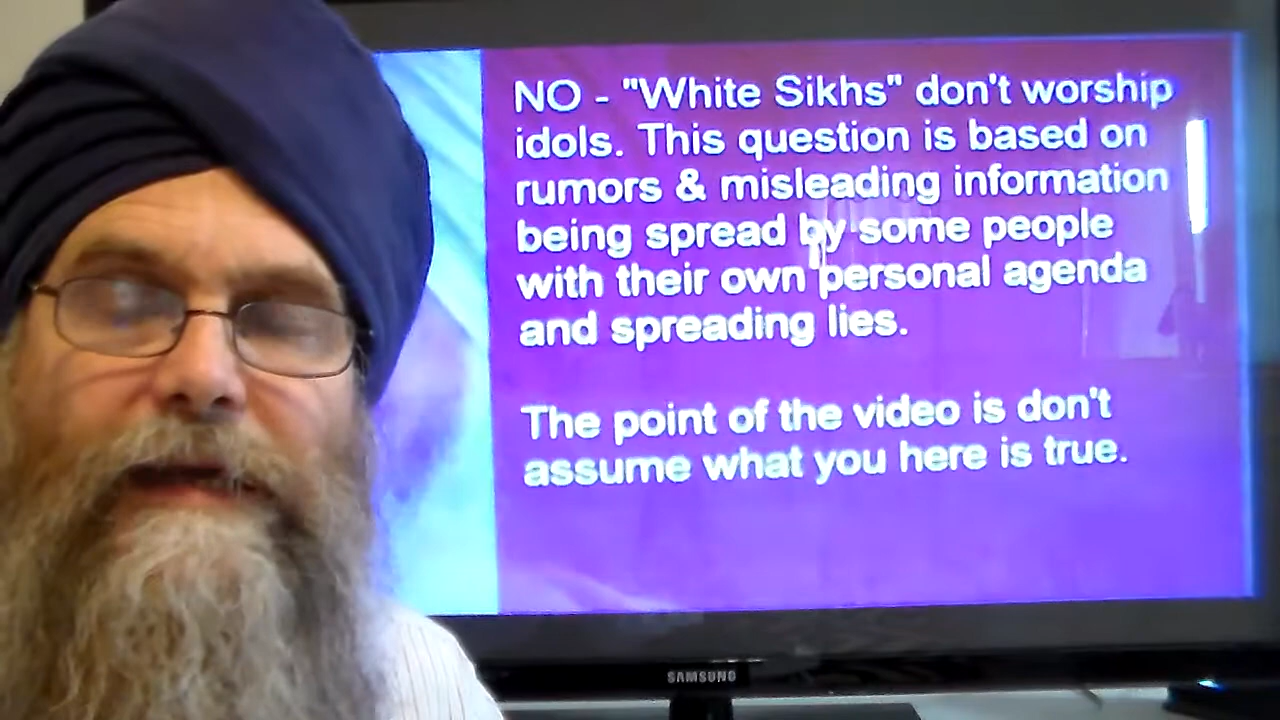 NO - "White Sikhs" don't worship
idols. This question is based on
rumors & misleading information
being spread by some people
with their own personal agenda
and spreading lies.
The point of the video is don't
assume what you here is true.
SAMSUNG